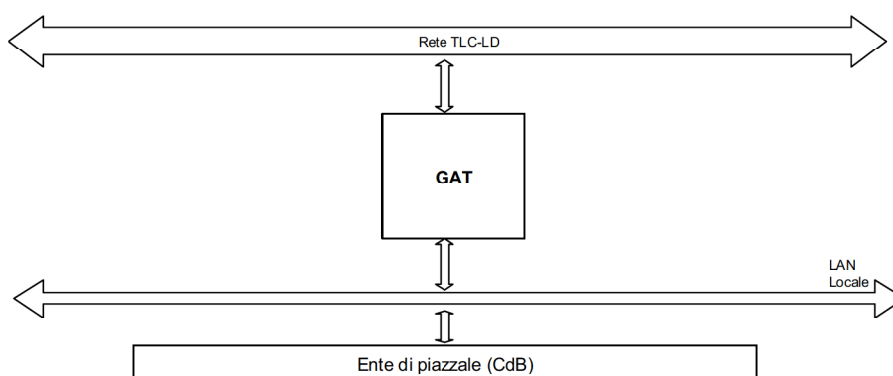 Rete TLC-LD
GAT
LAN
Locale
Ente di piazzale (CdB)